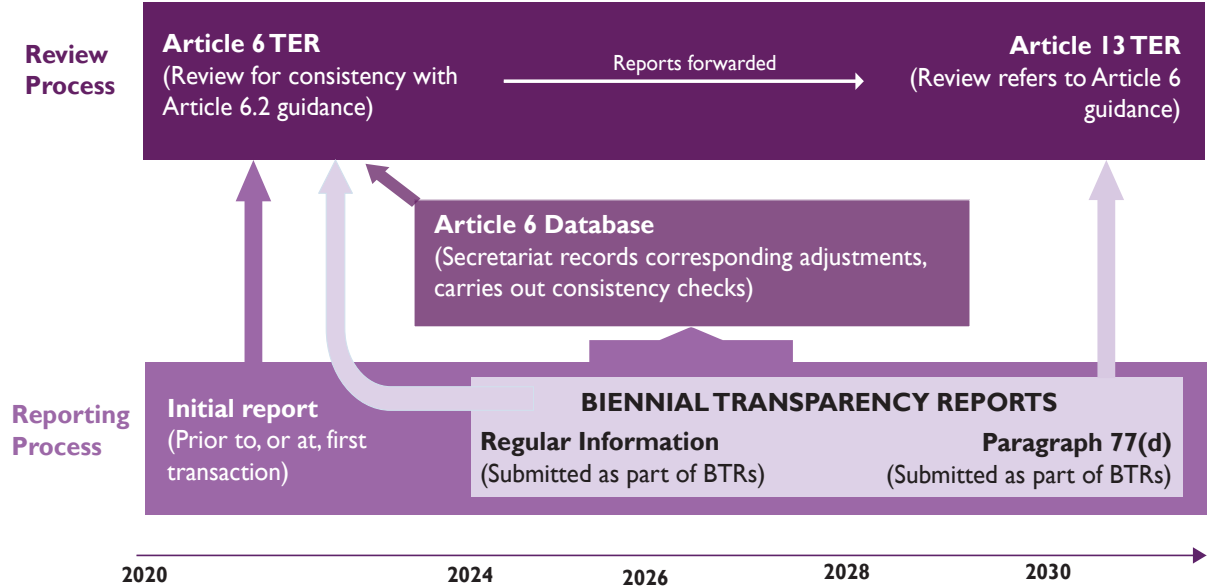 Review
Process
Article 6 TER
(Review for consistency with
Article 6.2 guidance)
Reports forwarded
Article 13 TER
(Review refers to Article 6
guidance)
Article 6 Database
(Secretariat records corresponding adjustments,
carries out consistency checks)
Reporting
Process
Initial report
(Prior to, or at, first
transaction)
BIENNIAL TRANSPARENCY REPORTS
Regular Information
(Submitted as part of BTRs)
Paragraph 77(d)
(Submitted as part of BTRs)
2020 2024 2026 2028 2030